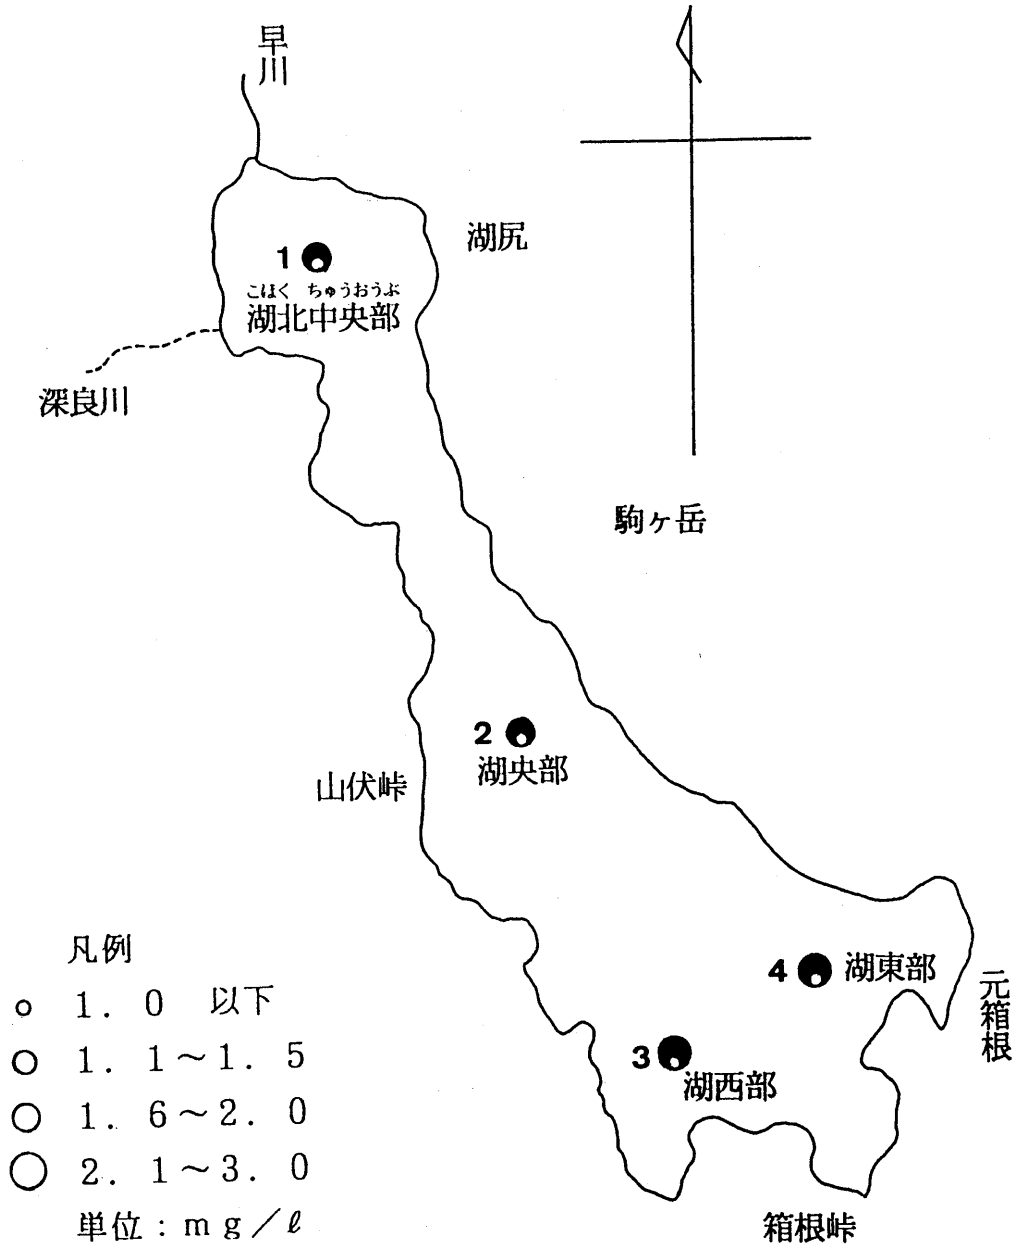 早川
湖尻
1
こほく ちゅうおうぶ
湖北中央部
深良川
駒ヶ岳
2
湖央部
山伏峠
4 湖東部
元箱根
3
湖西部
箱根峠
凡例
1.0 以下
1.1～1.5
1.6～2.0
2.1～3.0
単位：mg／ℓ